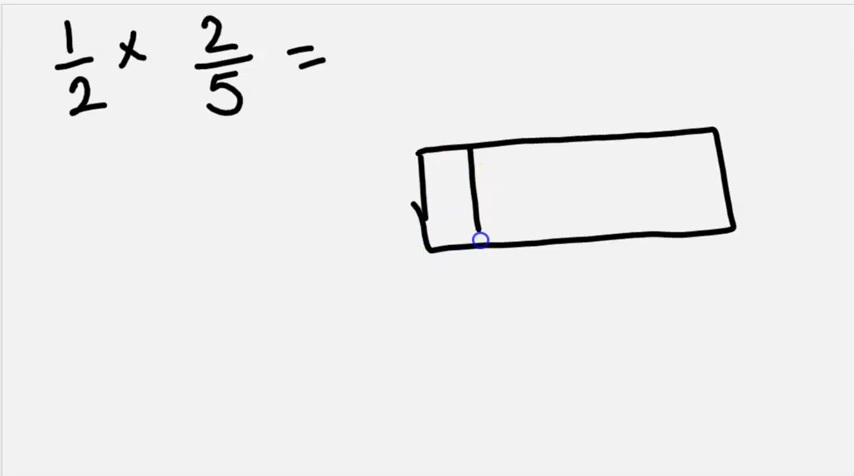 1/2 × 2/5 =